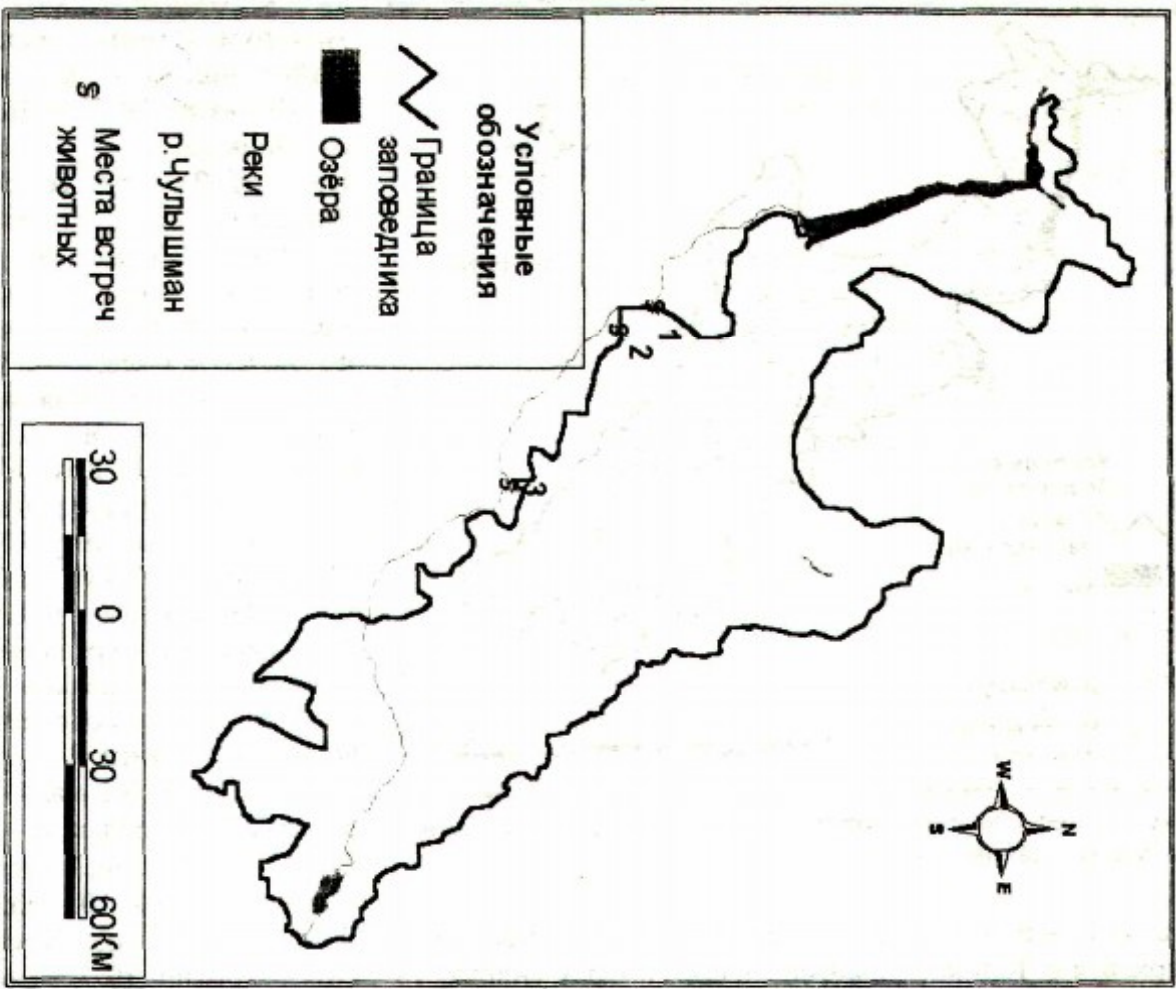 Условные
обозначения
Граница
заповедника
Озёра
Реки
р.Чулышман
§ Места встреч
животных
1
2
3
N
W
E
S
30 0 30 60Км